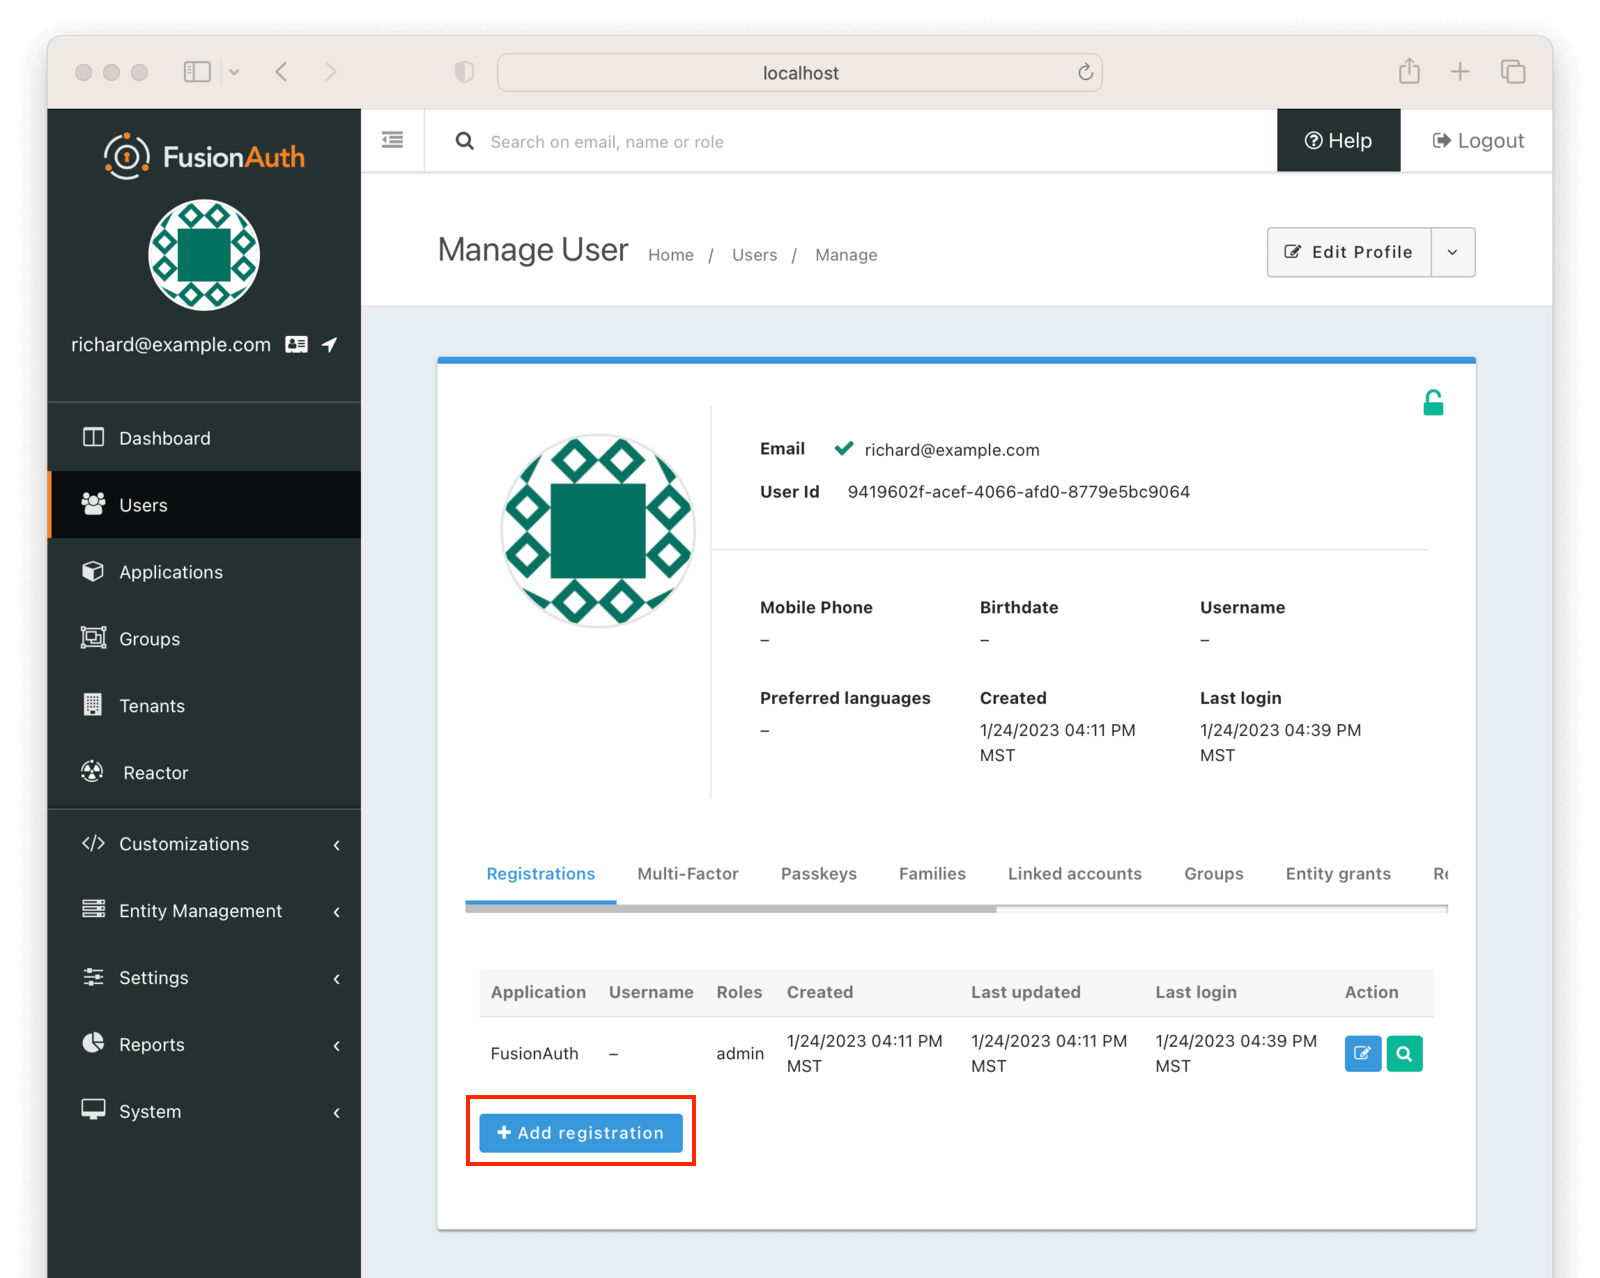 localhost
FusionAuth
Search on email, name or role
Help
Logout
richard@example.com
Manage User
Home / Users / Manage
Edit Profile
Dashboard
Users
Applications
Groups
Tenants
Reactor
Customizations
Entity Management
Settings
Reports
System
Email richard@example.com
User Id 9419602f-acef-4066-afd0-8779e5bc9064
Mobile Phone Birthdate Username
– – –
Preferred languages Created Last login
– 1/24/2023 04:11 PM 1/24/2023 04:39 PM
MST MST
Registrations Multi-Factor Passkeys Families Linked accounts Groups Entity grants
Application Username Roles Created Last updated Last login Action
FusionAuth – admin 1/24/2023 04:11 PM 1/24/2023 04:11 PM 1/24/2023 04:39 PM
MST MST MST
+ Add registration